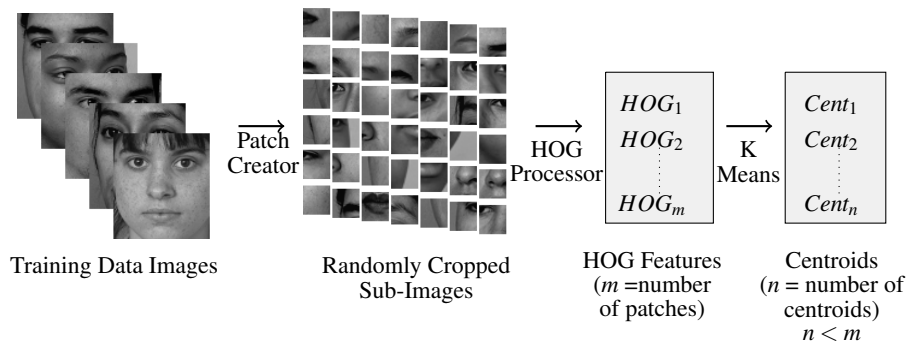 Patch
Creator
HOG
Processor
HOG₁
HOG₂
HOGₘ
K
Means
Cent₁
Cent₂
Centₙ
Training Data Images
Randomly Cropped
Sub-Images
HOG Features
(m =number
of patches)
Centroids
(n = number of
centroids)
n < m